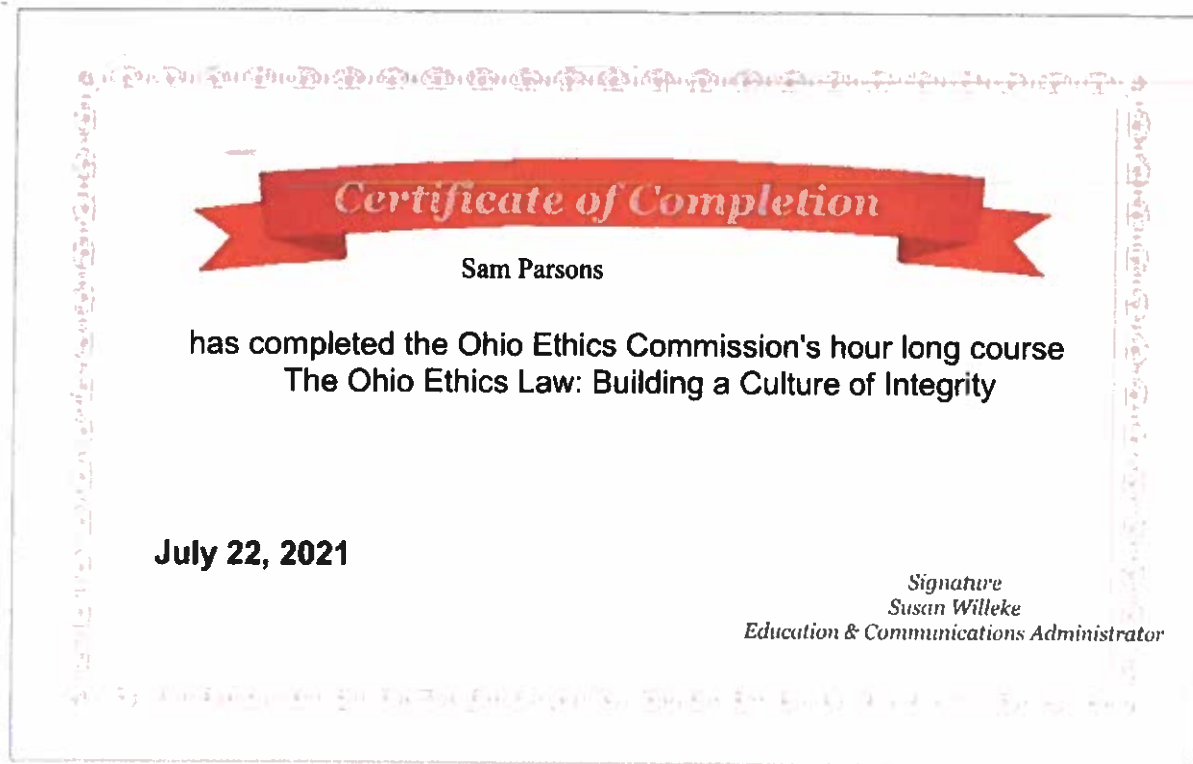 Certificate of Completion
Sam Parsons
has completed the Ohio Ethics Commission's hour long course
The Ohio Ethics Law: Building a Culture of Integrity
July 22, 2021
Signature
Susan Willeke
Education & Communications Administrator